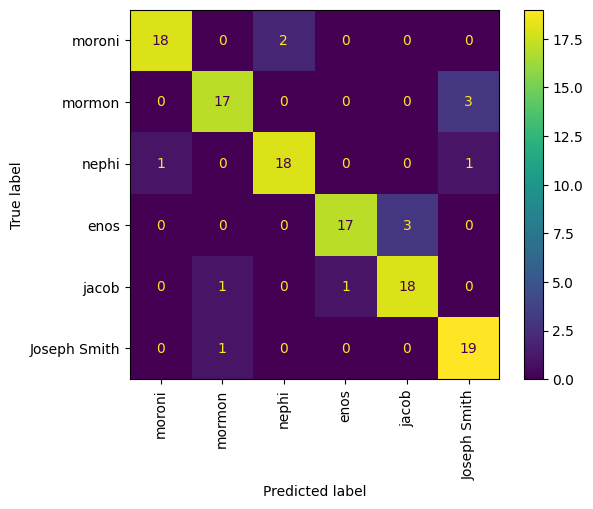 moroni 18 0 2 0 0 0
mormon 0 17 0 0 0 3
nephi 1 0 18 0 0 1
enos 0 0 0 17 3 0
jacob 0 1 0 1 18 0
Joseph Smith 0 1 0 0 0 19
True label
moroni mormon nephi enos jacob Joseph Smith
Predicted label
17.5
15.0
12.5
10.0
7.5
5.0
2.5
0.0